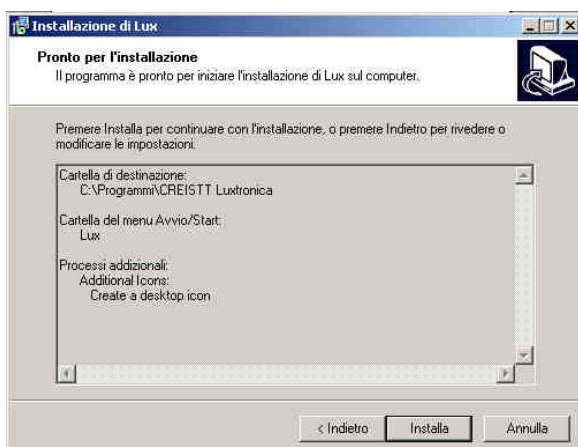 Installazione di Lux
Pronto per l'installazione
Il programma è pronto per iniziare l'installazione di Lux sul computer.
Premere Installa per continuare con l'installazione, o premere Indietro per rivedere o
modificare le impostazioni.
Cartella di destinazione:
C:\Programmi\CREISTT Luxtronica
Cartella del menu Avvio/Start:
Lux
Processi addizionali:
Additional Icons:
Create a desktop icon
< Indietro
Installa
Annulla